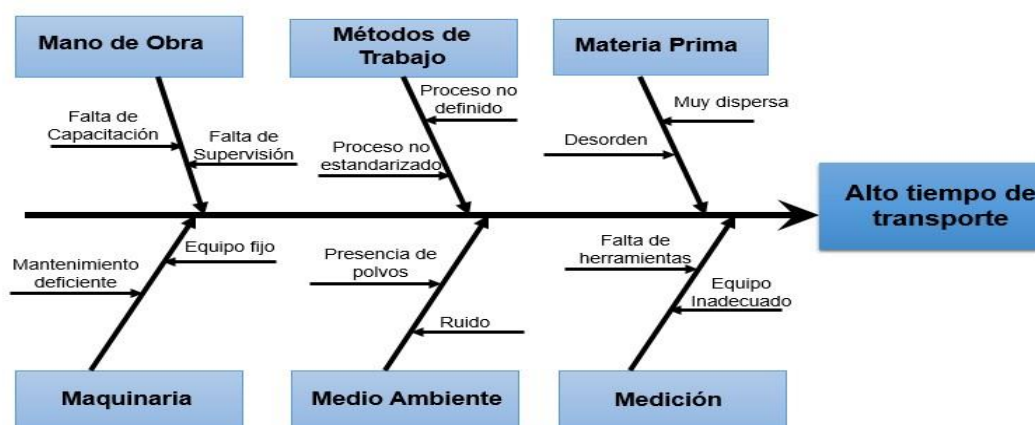 Mano de Obra
Métodos de
Trabajo
Materia Prima
Falta de
Capacitación
Falta de
Supervisión
Proceso no
definido
Proceso no
estandarizado
Muy dispersa
Desorden
Alto tiempo de
transporte
Mantenimiento
deficiente
Equipo fijo
Presencia de
polvos
Ruido
Falta de
herramientas
Equipo
Inadecuado
Maquinaria
Medio Ambiente
Medición